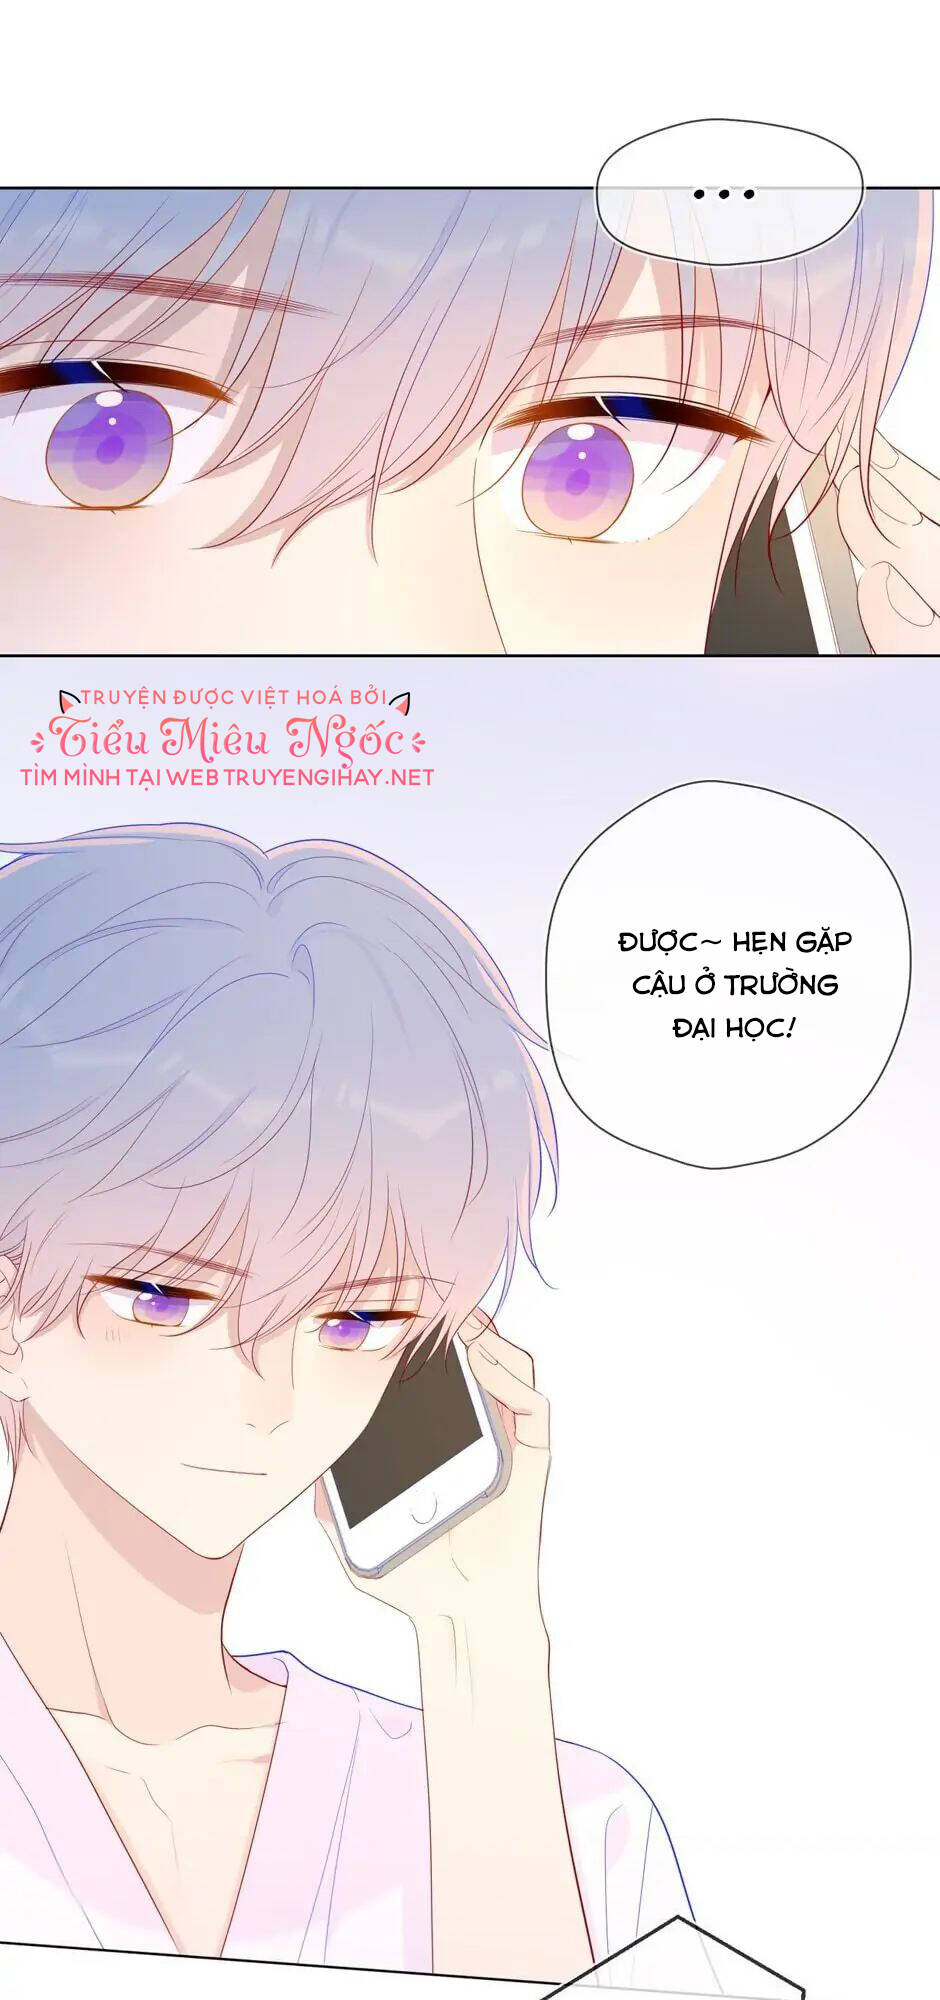 ...
TRUYỆN ĐƯỢC VIỆT HOÁ BỞI
Tiểu Miêu Ngốc
TÌM MÌNH TẠI WEB TRUYENGIHAY.NET
ĐƯỢC~ HẸN GẶP
CẬU Ở TRƯỜNG
ĐẠI HỌC!